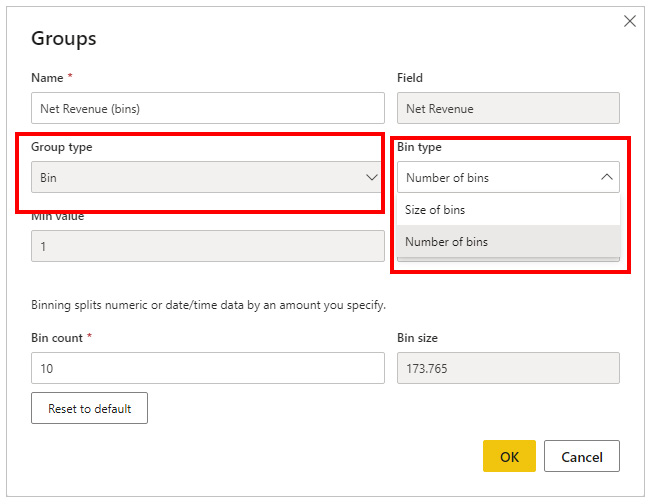 Groups
Name *
Field
Net Revenue (bins)
Net Revenue
Group type
Bin type
Bin
Number of bins
Size of bins
Number of bins
Min value
1
Binning splits numeric or date/time data by an amount you specify.
Bin count *
Bin size
10
173.765
Reset to default
OK
Cancel